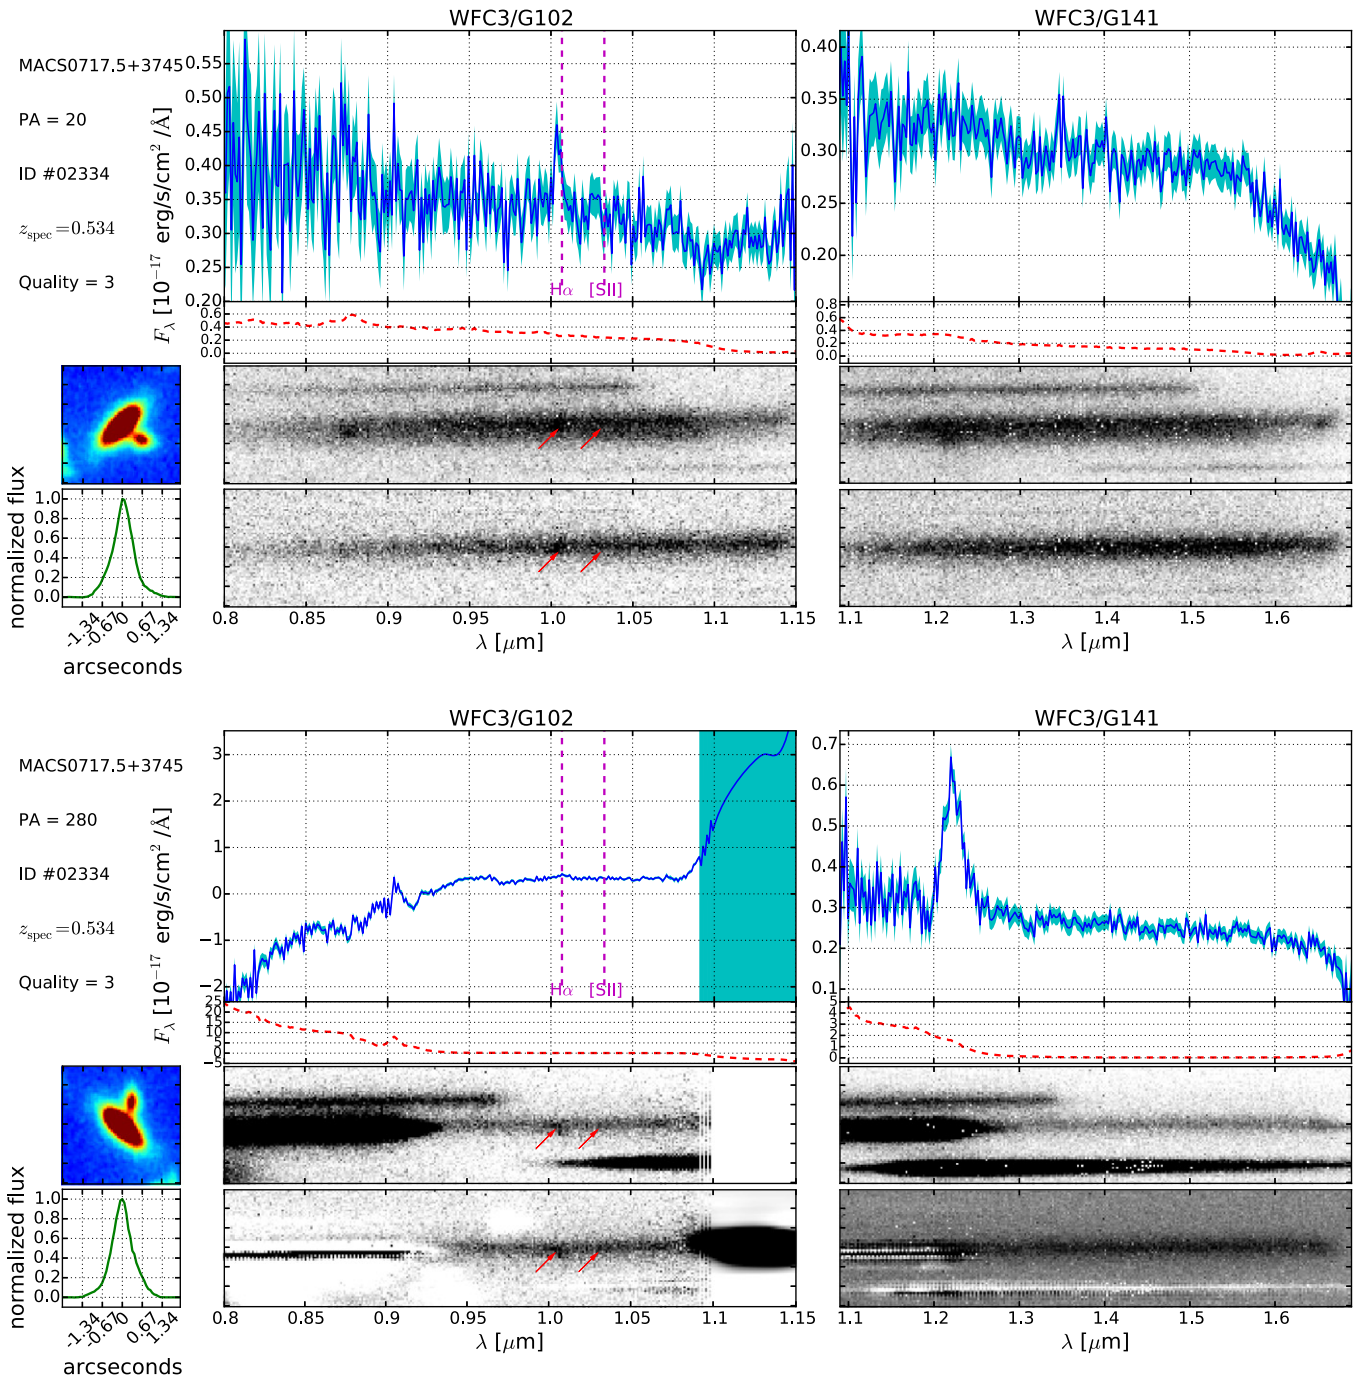 WFC3/G102
WFC3/G141
MACS0717.5+3745
PA = 20
ID #02334
z_spec=0.534
Quality = 3
F_λ [10⁻¹⁷ erg/s/cm² /Å]
0.55
0.50
0.45
0.40
0.35
0.30
0.25
0.20
0.6
0.4
0.2
0.0
Hα [SII]
0.40
0.35
0.30
0.25
0.20
0.8
0.6
0.4
0.2
0.0
normalized flux
1.0
0.8
0.6
0.4
0.2
0.0
-1.34 -0.67 0 0.67 1.34
arcseconds
0.8 0.85 0.9 0.95 1.0 1.05 1.1 1.15
λ [μm]
1.1 1.2 1.3 1.4 1.5 1.6
λ [μm]
WFC3/G102
WFC3/G141
MACS0717.5+3745
PA = 280
ID #02334
z_spec=0.534
Quality = 3
F_λ [10⁻¹⁷ erg/s/cm² /Å]
3
2
1
0
−1
−2
25
20
15
10
5
0
−5
Hα [SII]
0.7
0.6
0.5
0.4
0.3
0.2
0.1
5
4
3
2
1
0
normalized flux
1.0
0.8
0.6
0.4
0.2
0.0
-1.34 -0.67 0 0.67 1.34
arcseconds
0.8 0.85 0.9 0.95 1.0 1.05 1.1 1.15
λ [μm]
1.1 1.2 1.3 1.4 1.5 1.6
λ [μm]